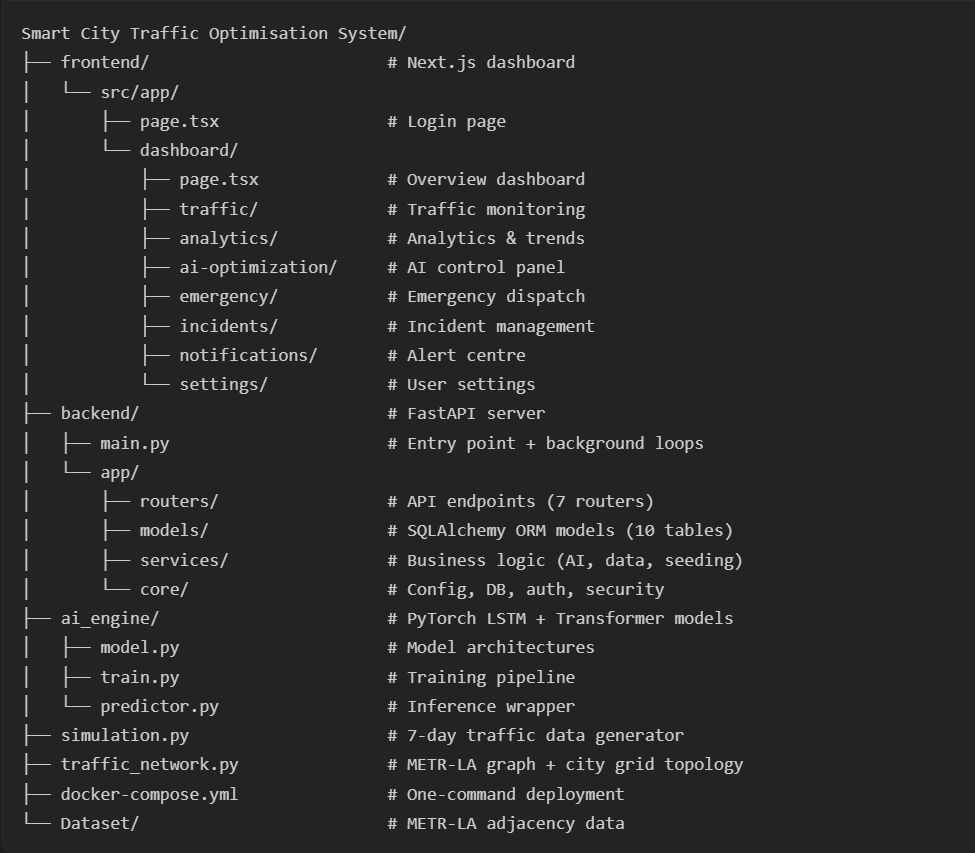 Smart City Traffic Optimisation System/
├── frontend/                        # Next.js dashboard
│   └── src/app/
│       ├── page.tsx                 # Login page
│       └── dashboard/
│           ├── page.tsx             # Overview dashboard
│           ├── traffic/             # Traffic monitoring
│           ├── analytics/           # Analytics & trends
│           ├── ai-optimization/     # AI control panel
│           ├── emergency/           # Emergency dispatch
│           ├── incidents/           # Incident management
│           ├── notifications/       # Alert centre
│           └── settings/            # User settings
├── backend/                         # FastAPI server
│   ├── main.py                      # Entry point + background loops
│   └── app/
│       ├── routers/                 # API endpoints (7 routers)
│       ├── models/                  # SQLAlchemy ORM models (10 tables)
│       ├── services/                # Business logic (AI, data, seeding)
│       └── core/                    # Config, DB, auth, security
├── ai_engine/                       # PyTorch LSTM + Transformer models
│   ├── model.py                     # Model architectures
│   ├── train.py                     # Training pipeline
│   └── predictor.py                 # Inference wrapper
├── simulation.py                    # 7-day traffic data generator
├── traffic_network.py               # METR-LA graph + city grid topology
├── docker-compose.yml               # One-command deployment
└── Dataset/                         # METR-LA adjacency data